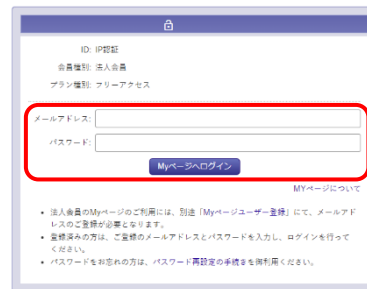 ID: IP認証
会員種別: 法人会員
プラン種別: フリーアクセス
メールアドレス:
パスワード:
Myページへログイン
MYページについて
• 法人会員のMyページのご利用には、別途「Myページユーザー登録」にて、メールアド
レスのご登録が必要となります。
• 登録済みの方は、ご登録のメールアドレスとパスワードを入力し、ログインを行って
ください。
• パスワードをお忘れの方は、パスワード再設定の手続きを御利用ください。